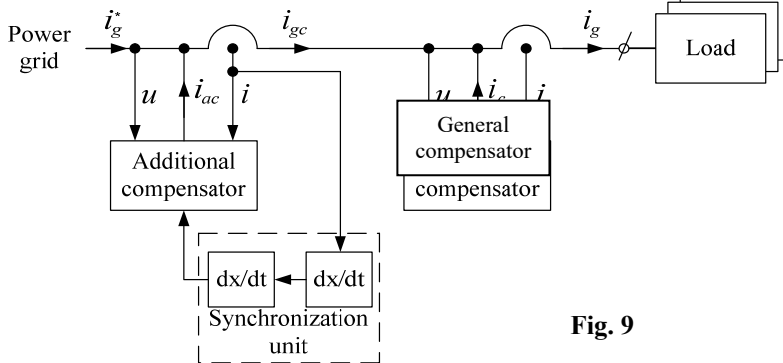 Power
grid
i*g
igc
ig
Load
u
iac
i
u
ic
i
Additional
compensator
General
compensator
compensator
dx/dt
dx/dt
Synchronization
unit
Fig. 9